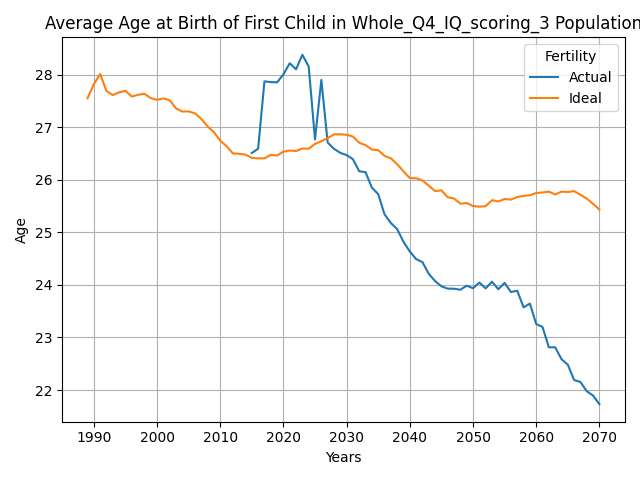 Average Age at Birth of First Child in Whole_Q4_IQ_scoring_3 Population
Fertility
Actual
Ideal
Age
28
27
26
25
24
23
22
1990 2000 2010 2020 2030 2040 2050 2060 2070
Years